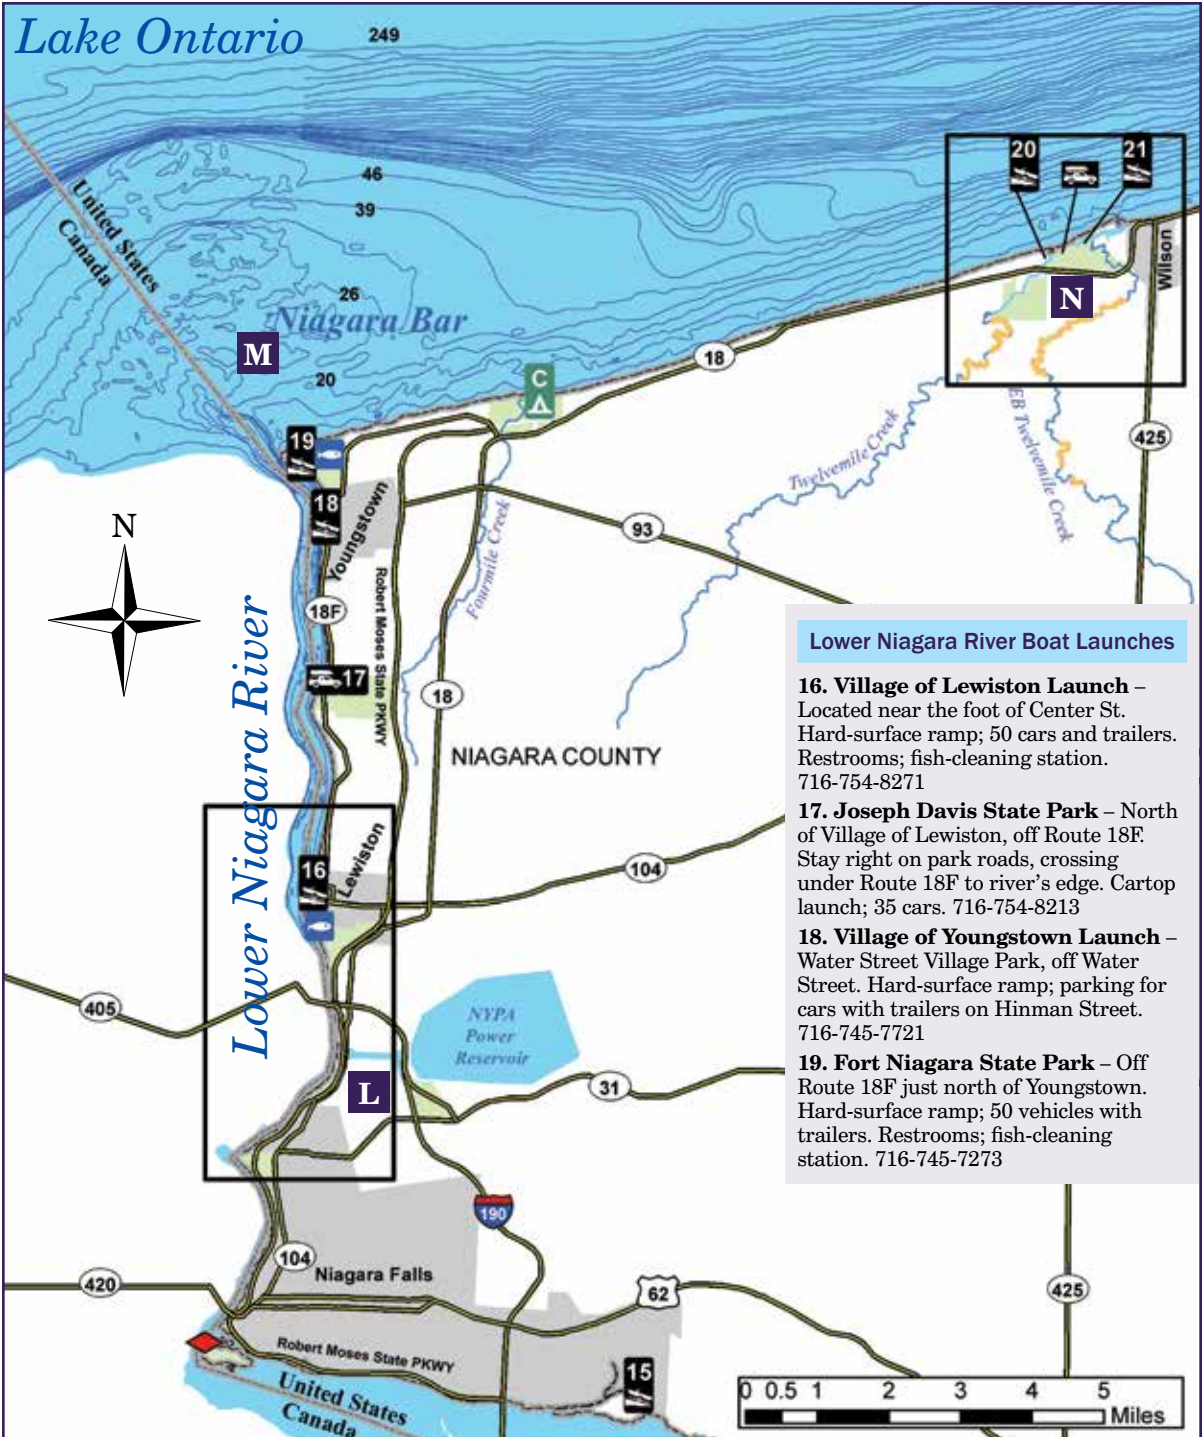 Lake Ontario
249
46
39
26
20
United States
Canada
Niagara Bar
M
20
21
N
Wilson
18
C
19
18
Youngstown
425
Twelvemile Creek
EB Twelvemile Creek
N
93
Fourmile Creek
18F
Robert Moses State PKWY
17
18
NIAGARA COUNTY
Lower Niagara River
Lower Niagara River Boat Launches
16. Village of Lewiston Launch –
Located near the foot of Center St.
Hard-surface ramp; 50 cars and trailers.
Restrooms; fish-cleaning station.
716-754-8271
17. Joseph Davis State Park – North
of Village of Lewiston, off Route 18F.
Stay right on park roads, crossing
under Route 18F to river's edge. Cartop
launch; 35 cars. 716-754-8213
18. Village of Youngstown Launch –
Water Street Village Park, off Water
Street. Hard-surface ramp; parking for
cars with trailers on Hinman Street.
716-745-7721
19. Fort Niagara State Park – Off
Route 18F just north of Youngstown.
Hard-surface ramp; 50 vehicles with
trailers. Restrooms; fish-cleaning
station. 716-745-7273
16
Lewiston
104
405
NYPA
Power
Reservoir
L
31
190
104
Niagara Falls
420
62
425
Robert Moses State PKWY
15
United States
Canada
0 0.5 1 2 3 4 5
Miles